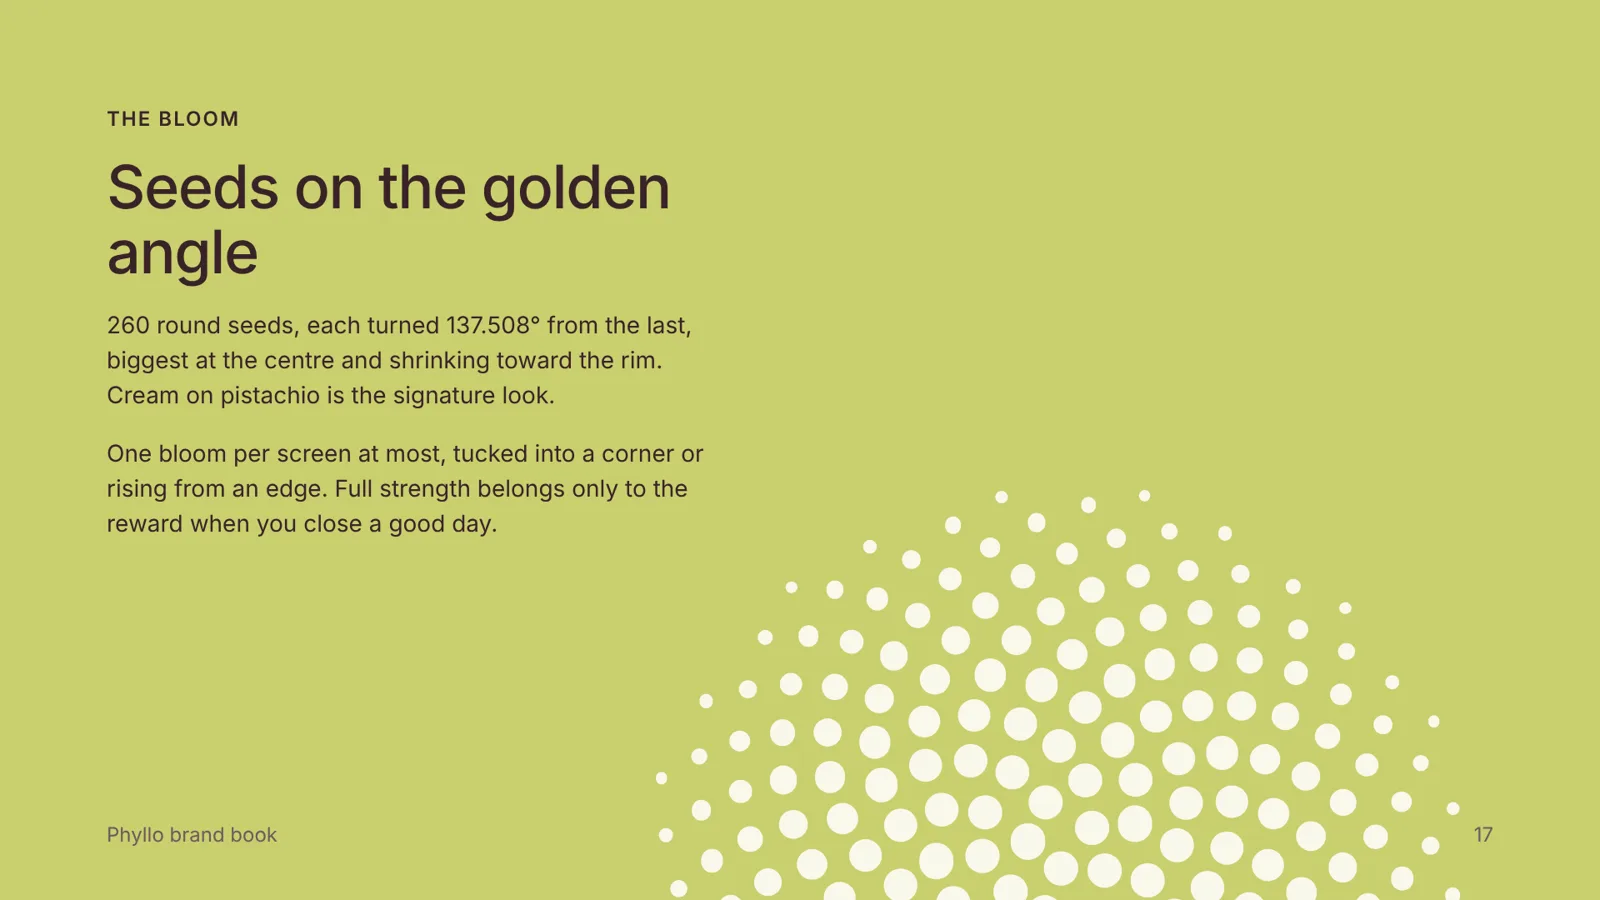 THE BLOOM
Seeds on the golden
angle
260 round seeds, each turned 137.508° from the last,
biggest at the centre and shrinking toward the rim.
Cream on pistachio is the signature look.
One bloom per screen at most, tucked into a corner or
rising from an edge. Full strength belongs only to the
reward when you close a good day.
Phyllo brand book
17